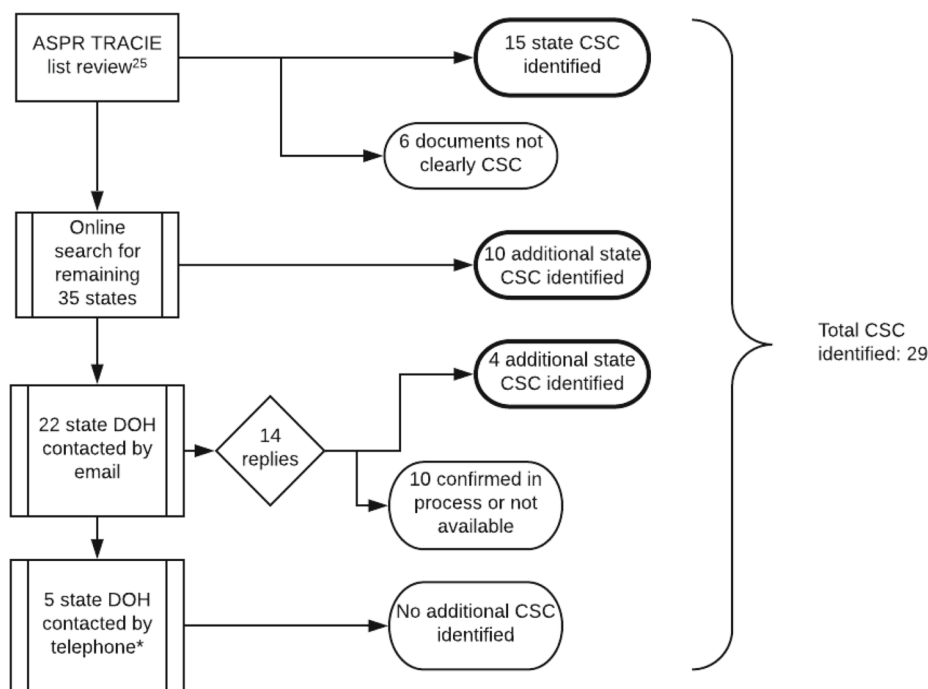 ASPR TRACIE
list review25
15 state CSC
identified
6 documents not
clearly CSC
Online
search for
remaining
35 states
10 additional state
CSC identified
4 additional state
CSC identified
22 state DOH
contacted by
email
14
replies
10 confirmed in
process or not
available
5 state DOH
contacted by
telephone*
No additional CSC
identified
Total CSC
identified: 29